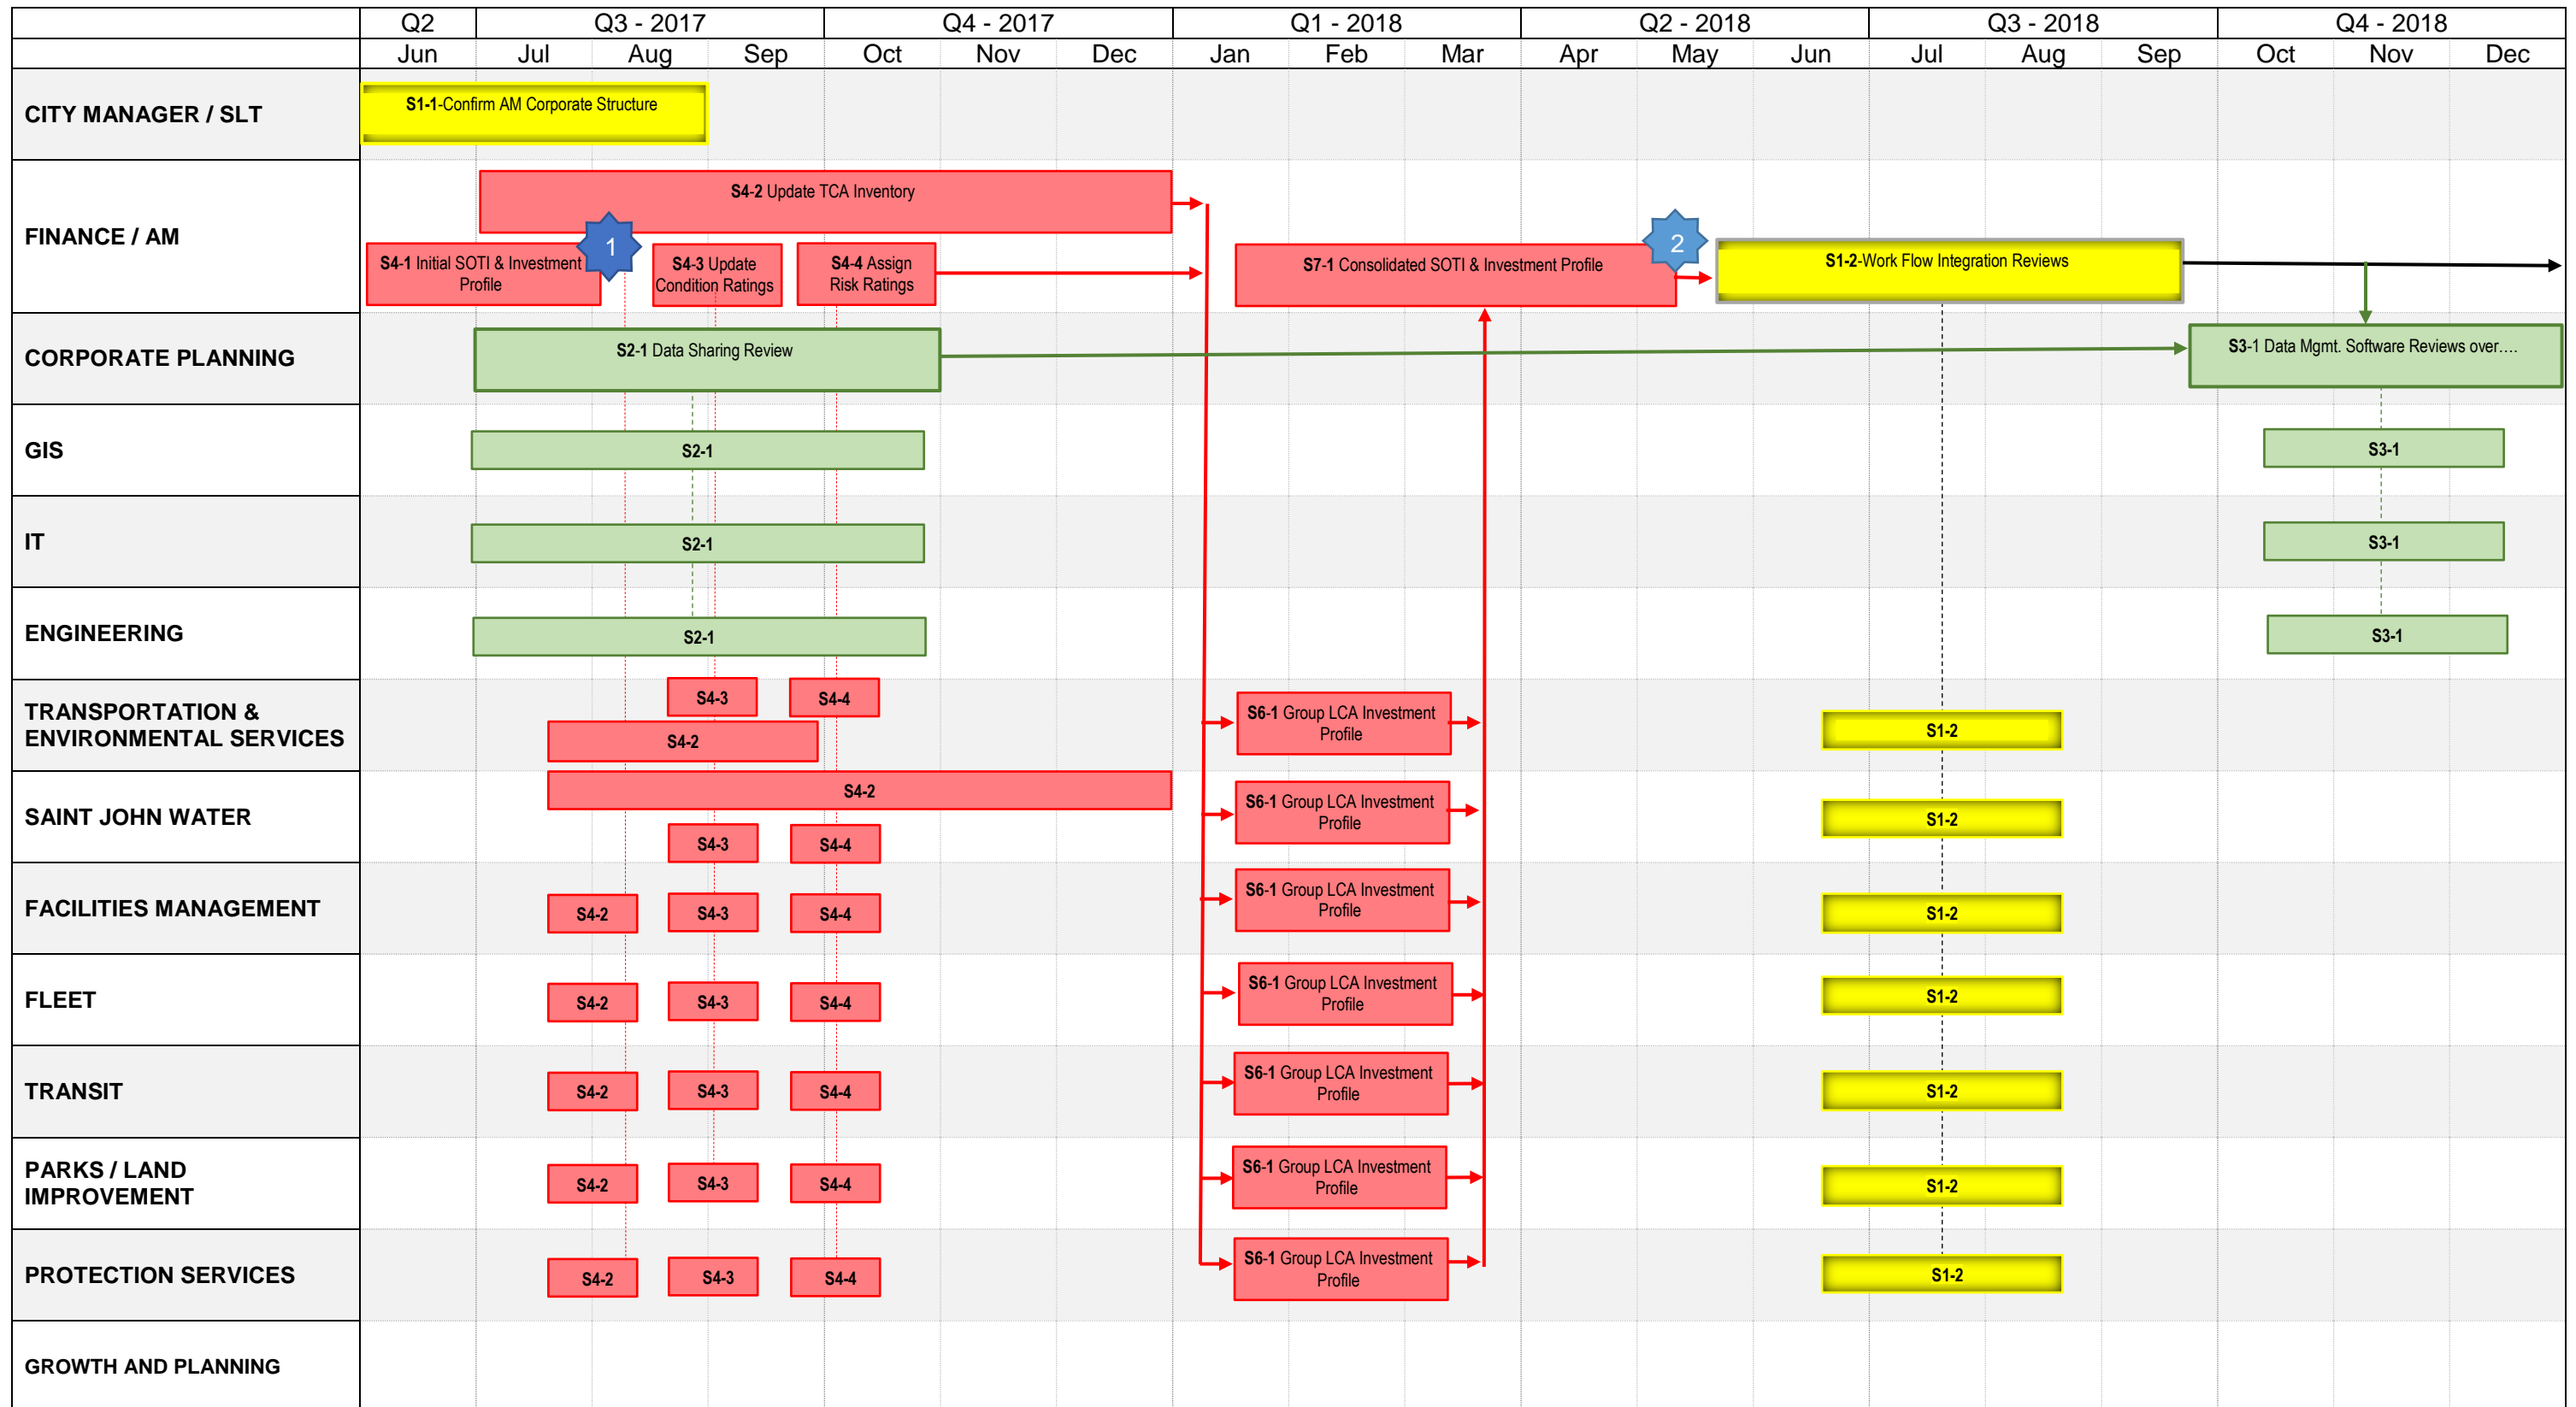 Q2 Q3 - 2017 Q4 - 2017 Q1 - 2018 Q2 - 2018 Q3 - 2018 Q4 - 2018
Jun Jul Aug Sep Oct Nov Dec Jan Feb Mar Apr May Jun Jul Aug Sep Oct Nov Dec
CITY MANAGER / SLT
S1-1-Confirm AM Corporate Structure
FINANCE / AM
S4-2 Update TCA Inventory
1
2
S4-1 Initial SOTI & Investment
Profile
S4-3 Update
Condition Ratings
S4-4 Assign
Risk Ratings
S7-1 Consolidated SOTI & Investment Profile
S1-2-Work Flow Integration Reviews
CORPORATE PLANNING
S2-1 Data Sharing Review
S3-1 Data Mgmt. Software Reviews over....
GIS
S2-1
S3-1
IT
S2-1
S3-1
ENGINEERING
S2-1
S3-1
TRANSPORTATION &
ENVIRONMENTAL SERVICES
S4-3
S4-4
S4-2
S6-1 Group LCA Investment
Profile
S1-2
SAINT JOHN WATER
S4-2
S4-3
S4-4
S6-1 Group LCA Investment
Profile
S1-2
FACILITIES MANAGEMENT
S4-2
S4-3
S4-4
S6-1 Group LCA Investment
Profile
S1-2
FLEET
S4-2
S4-3
S4-4
S6-1 Group LCA Investment
Profile
S1-2
TRANSIT
S4-2
S4-3
S4-4
S6-1 Group LCA Investment
Profile
S1-2
PARKS / LAND
IMPROVEMENT
S4-2
S4-3
S4-4
S6-1 Group LCA Investment
Profile
S1-2
PROTECTION SERVICES
S4-2
S4-3
S4-4
S6-1 Group LCA Investment
Profile
S1-2
GROWTH AND PLANNING